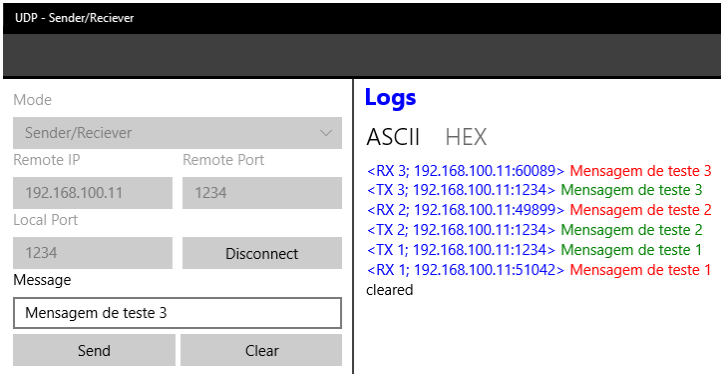 UDP - Sender/Reciever
Mode
Sender/Reciever
Remote IP
Remote Port
192.168.100.11
1234
Local Port
1234
Disconnect
Message
Mensagem de teste 3
Send
Clear
Logs
ASCII HEX
<RX 3; 192.168.100.11:60089> Mensagem de teste 3
<TX 3; 192.168.100.11:1234> Mensagem de teste 3
<RX 2; 192.168.100.11:49899> Mensagem de teste 2
<TX 2; 192.168.100.11:1234> Mensagem de teste 2
<TX 1; 192.168.100.11:1234> Mensagem de teste 1
<RX 1; 192.168.100.11:51042> Mensagem de teste 1
cleared